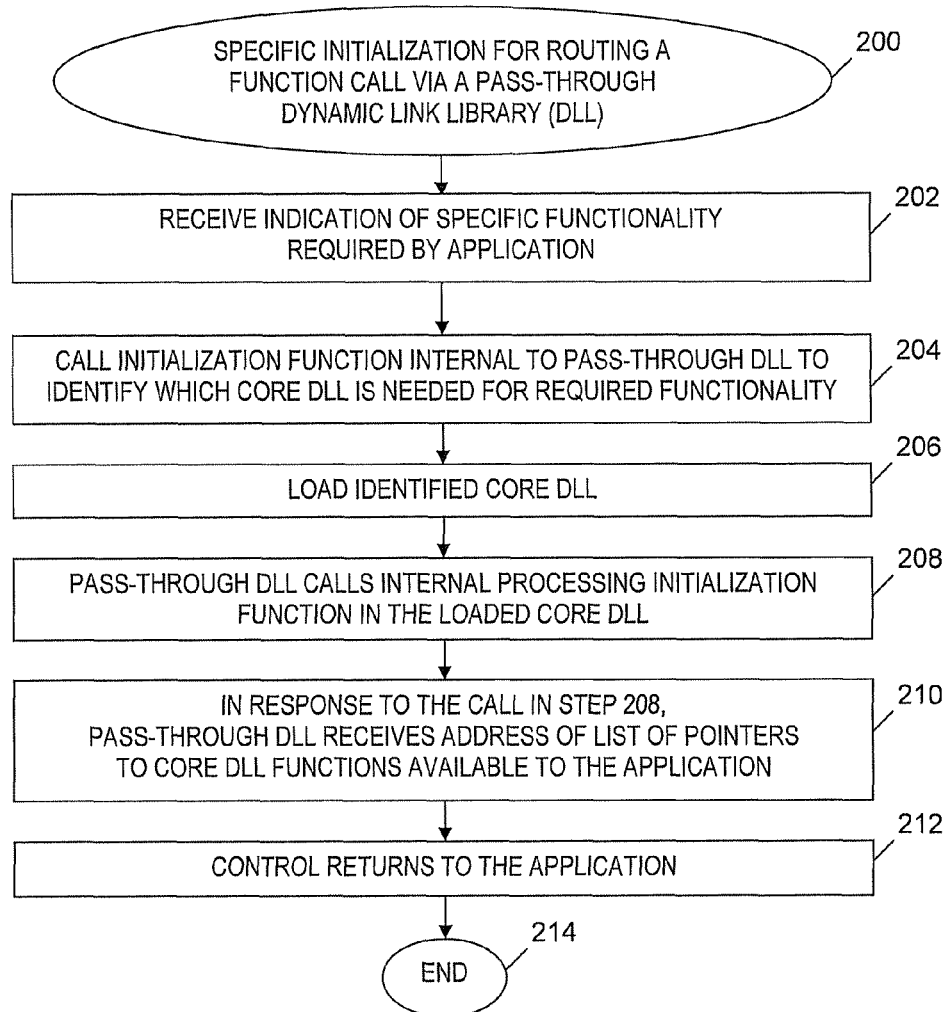 SPECIFIC INITIALIZATION FOR ROUTING A
FUNCTION CALL VIA A PASS-THROUGH
DYNAMIC LINK LIBRARY (DLL)
200
RECEIVE INDICATION OF SPECIFIC FUNCTIONALITY
REQUIRED BY APPLICATION
202
CALL INITIALIZATION FUNCTION INTERNAL TO PASS-THROUGH DLL TO
IDENTIFY WHICH CORE DLL IS NEEDED FOR REQUIRED FUNCTIONALITY
204
LOAD IDENTIFIED CORE DLL
206
PASS-THROUGH DLL CALLS INTERNAL PROCESSING INITIALIZATION
FUNCTION IN THE LOADED CORE DLL
208
IN RESPONSE TO THE CALL IN STEP 208,
PASS-THROUGH DLL RECEIVES ADDRESS OF LIST OF POINTERS
TO CORE DLL FUNCTIONS AVAILABLE TO THE APPLICATION
210
CONTROL RETURNS TO THE APPLICATION
212
END
214